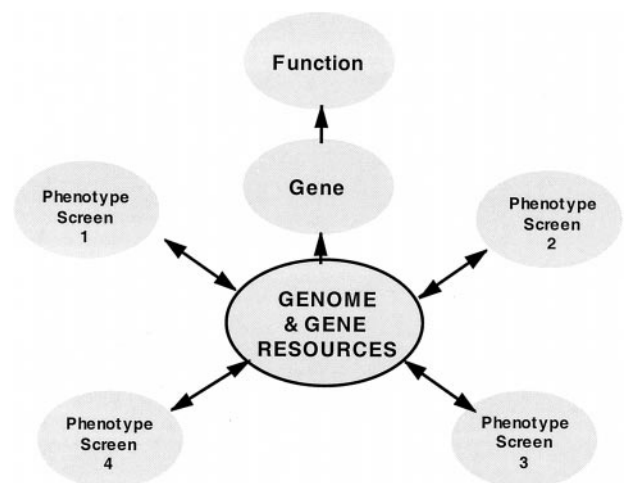 Function
Gene
Phenotype
Screen
1
Phenotype
Screen
2
GENOME
& GENE
RESOURCES
Phenotype
Screen
4
Phenotype
Screen
3